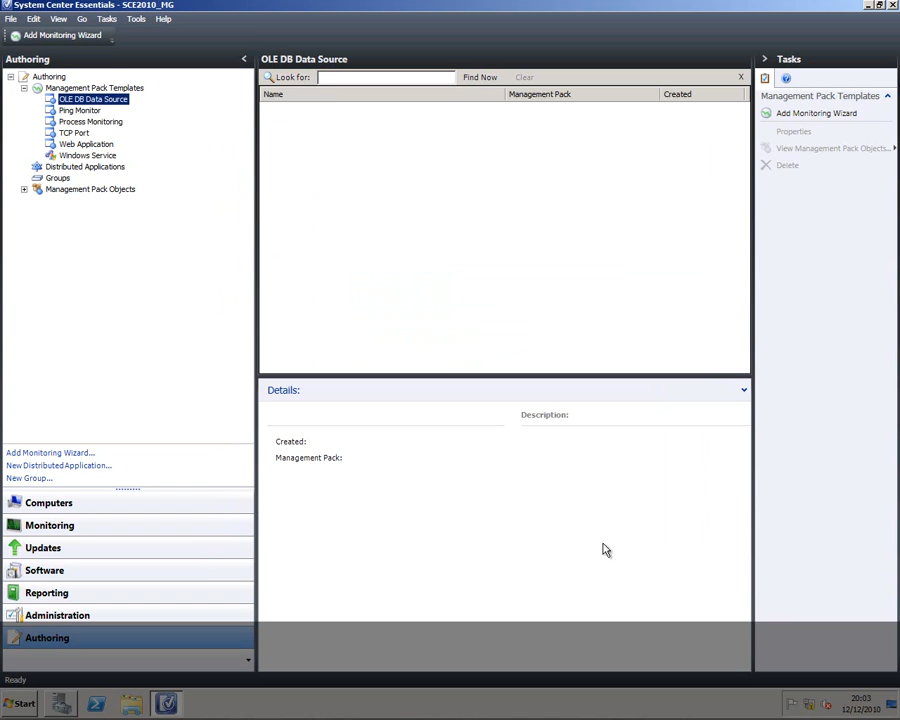 System Center Essentials - SCE2010_MG
File Edit View Go Tasks Tools Help
Add Monitoring Wizard
Authoring
Authoring
Management Pack Templates
OLE DB Data Source
Ping Monitor
Process Monitoring
TCP Port
Web Application
Windows Service
Distributed Applications
Groups
Management Pack Objects
Add Monitoring Wizard...
New Distributed Application...
New Group...
Computers
Monitoring
Updates
Software
Reporting
Administration
Authoring
OLE DB Data Source
Look for: Find Now Clear X
Name Management Pack Created
Details:
Description:
Created:
Management Pack:
Tasks
Management Pack Templates
Add Monitoring Wizard
Properties
View Management Pack Objects...
Delete
Ready
Start
20:03
12/12/2010